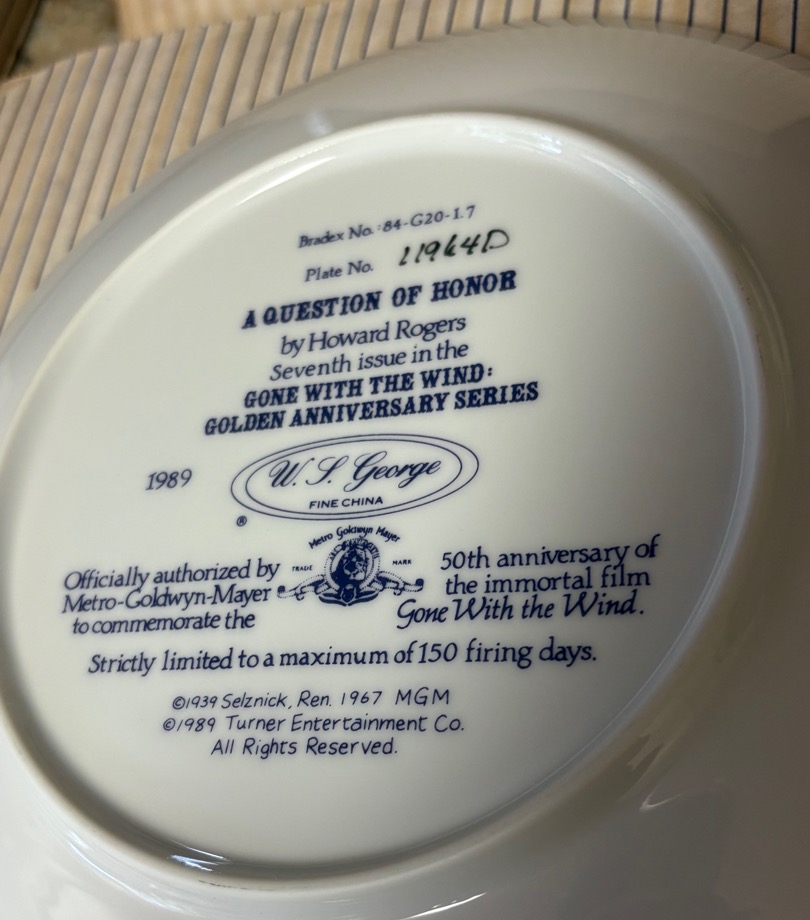 Bradex No.:84-G20-1.7
Plate No. 11964D
A QUESTION OF HONOR
by Howard Rogers
Seventh issue in the
GONE WITH THE WIND:
GOLDEN ANNIVERSARY SERIES
1989
W. S. George
FINE CHINA
®
Metro Goldwyn Mayer
TRADE MARK
Officially authorized by
Metro-Goldwyn-Mayer
to commemorate the
50th anniversary of
the immortal film
Gone With the Wind.
Strictly limited to a maximum of 150 firing days.
©1939 Selznick, Ren. 1967 MGM
©1989 Turner Entertainment Co.
All Rights Reserved.